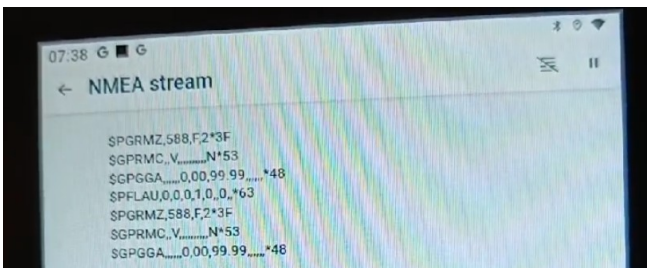 07:38 G G
NMEA stream
$PGRMZ,588,F,2*3F
$GPRMC,,V,,,,,,,,,,N*53
$GPGGA,,,,,,0,00,99.99,,,,,,*48
$PFLAU,0,0,0,1,0,,0,,*63
$PGRMZ,588,F,2*3F
$GPRMC,,V,,,,,,,,,,N*53
$GPGGA,,,,,,0,00,99.99,,,,,,*48